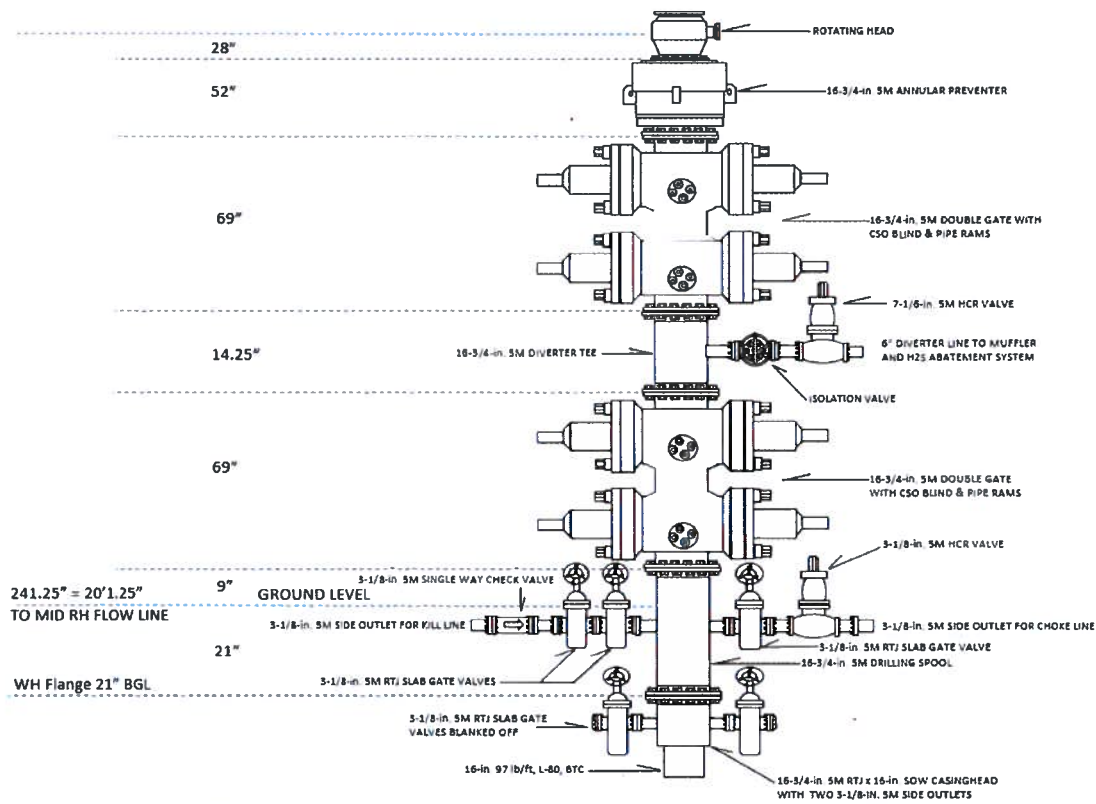 ROTATING HEAD
28"
52"
16-3/4-in. 5M ANNULAR PREVENTER
69"
16-3/4-in. 5M DOUBLE GATE WITH
CSO BLIND & PIPE RAMS
7-1/6-in. 5M HCR VALVE
14.25"
16-3/4-in. 5M DIVERTER TEE
6" DIVERTER LINE TO MUFFLER
AND H2S ABATEMENT SYSTEM
ISOLATION VALVE
69"
16-3/4-in. 5M DOUBLE GATE
WITH CSO BLIND & PIPE RAMS
3-1/8-in. 5M HCR VALVE
9"
3-1/8-in. 5M SINGLE WAY CHECK VALVE
241.25" = 20'1.25"
TO MID RH FLOW LINE
GROUND LEVEL
3-1/8-in. 5M SIDE OUTLET FOR KILL LINE
3-1/8-in. 5M SIDE OUTLET FOR CHOKE LINE
21"
3-1/8-in. 5M RTJ SLAB GATE VALVE
16-3/4-in. 5M DRILLING SPOOL
WH Flange 21" BGL
3-1/8-in. 5M RTJ SLAB GATE VALVES
3-1/8-in. 5M RTJ SLAB GATE
VALVES BLANKED OFF
16-in. 97 lb/ft, L-80, BTC
16-3/4-in. 5M RTJ x 16-in SOW CASINGHEAD
WITH TWO 3-1/8-IN. 5M SIDE OUTLETS